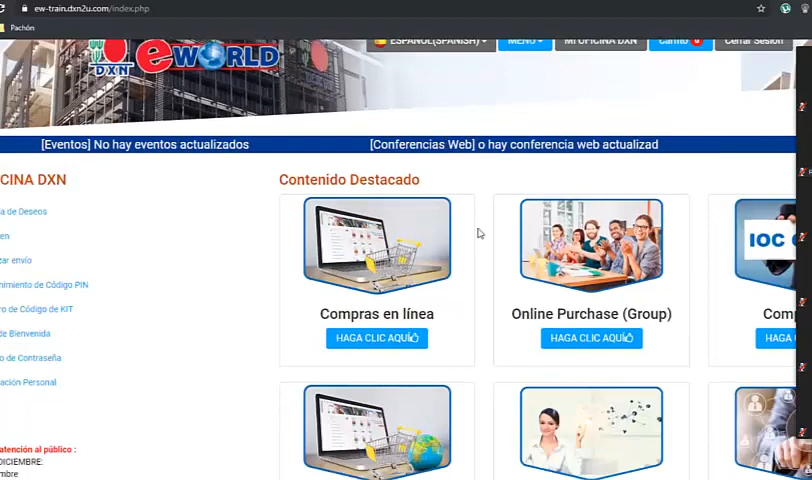 ew-train.dxn2u.com/index.php
Pachón
DXN
eWORLD
ESPAÑOL(SPANISH)
MENÚ
MI OFICINA DXN
Carrito
Cerrar Sesión
[Eventos] No hay eventos actualizados
[Conferencias Web] o hay conferencia web actualizad
CINA DXN
Contenido Destacado
a de Deseos
en
zar envío
nimiento de Código PIN
ro de Código de KIT
de Bienvenida
o de Contraseña
ación Personal
IOC
Compras en línea
Online Purchase (Group)
Comp
HAGA CLIC AQUÍ
HAGA CLIC AQUÍ
HAGA
atención al público :
DICIEMBRE:
mbre